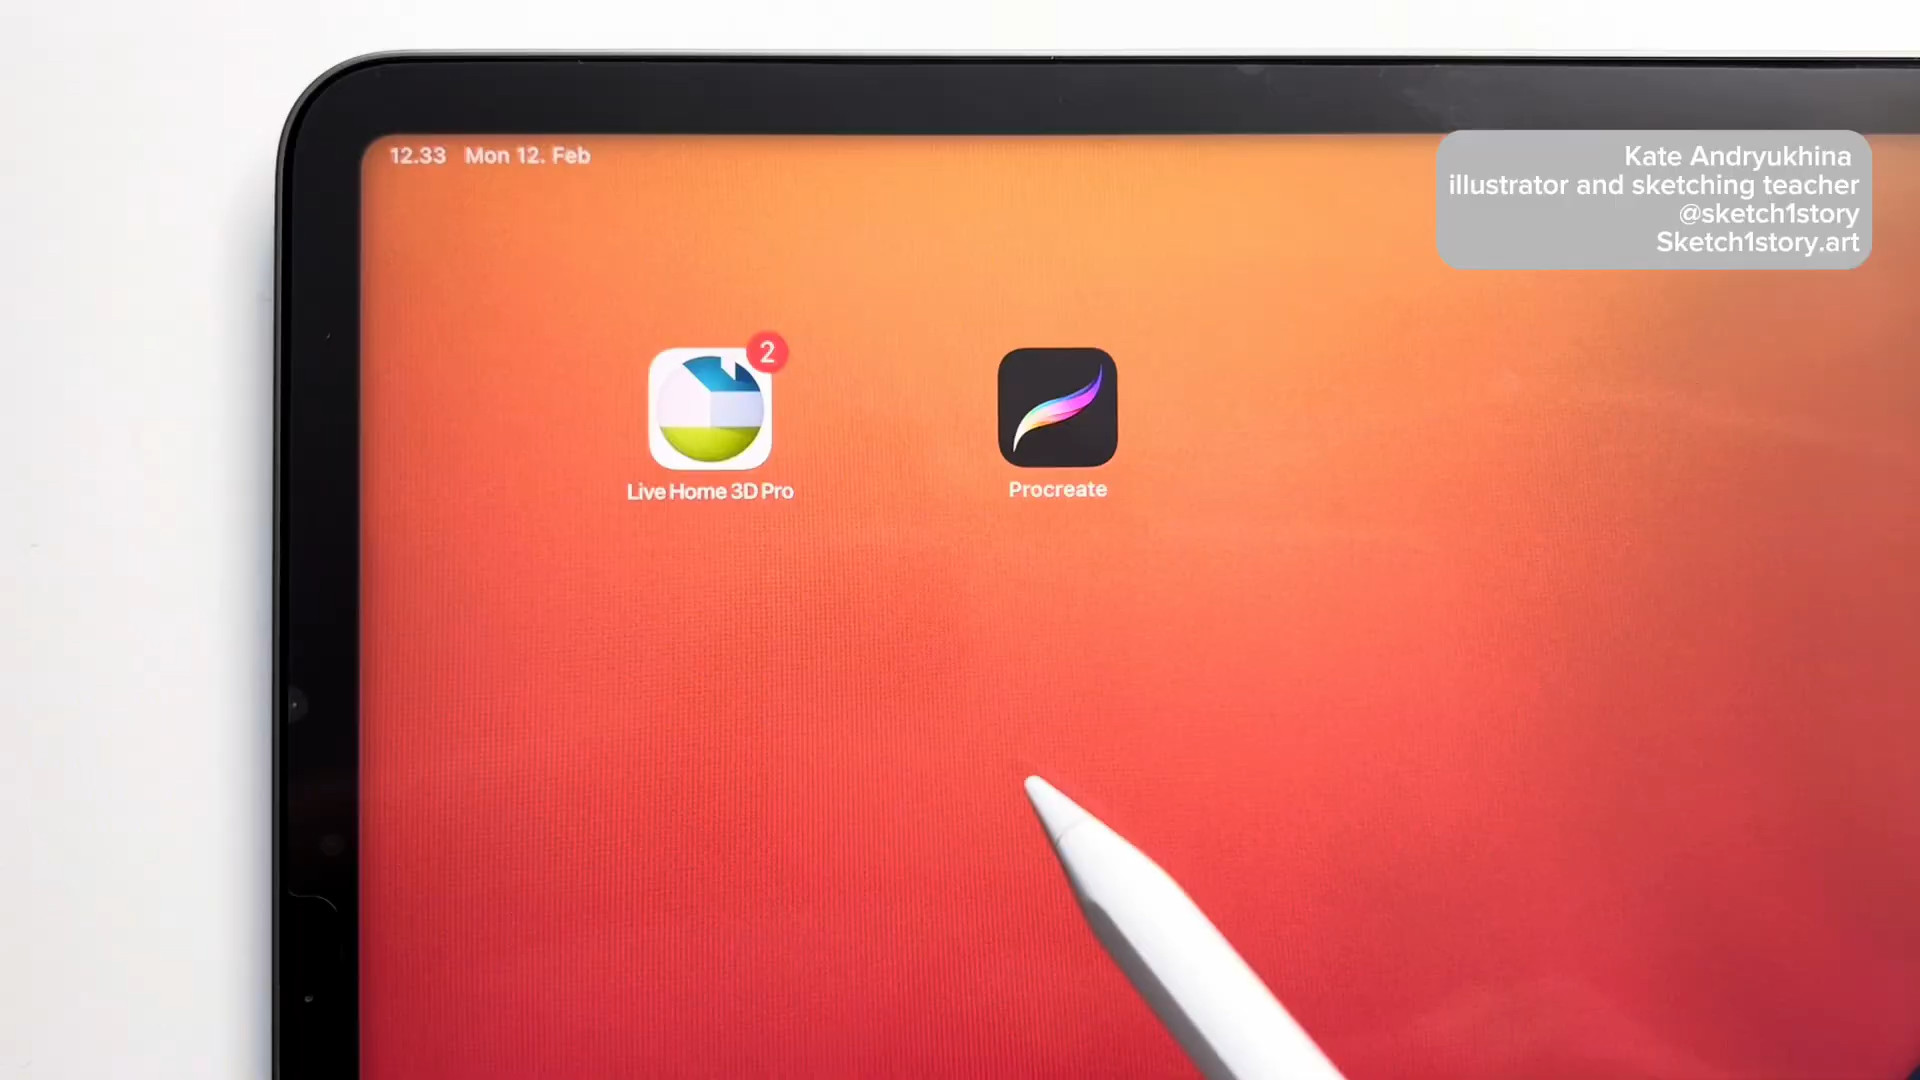 12.33 Mon 12. Feb
Kate Andryukhina
illustrator and sketching teacher
@sketch1story
Sketch1story.art
2
Live Home 3D Pro
Procreate